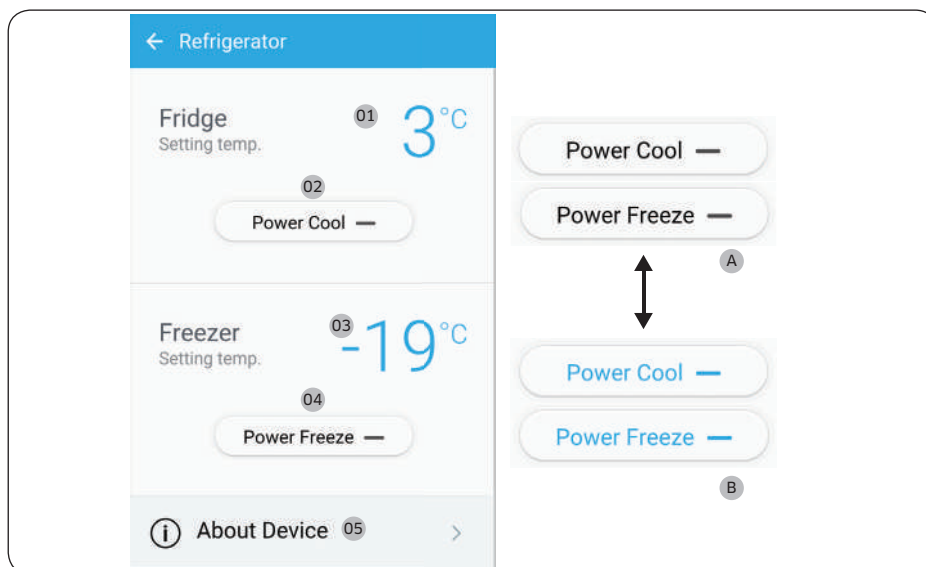 ← Refrigerator
Fridge
Setting temp.
01
3°C
02
Power Cool
Freezer
Setting temp.
03
-19°C
04
Power Freeze
About Device 05
Power Cool
Power Freeze
A
Power Cool
Power Freeze
B